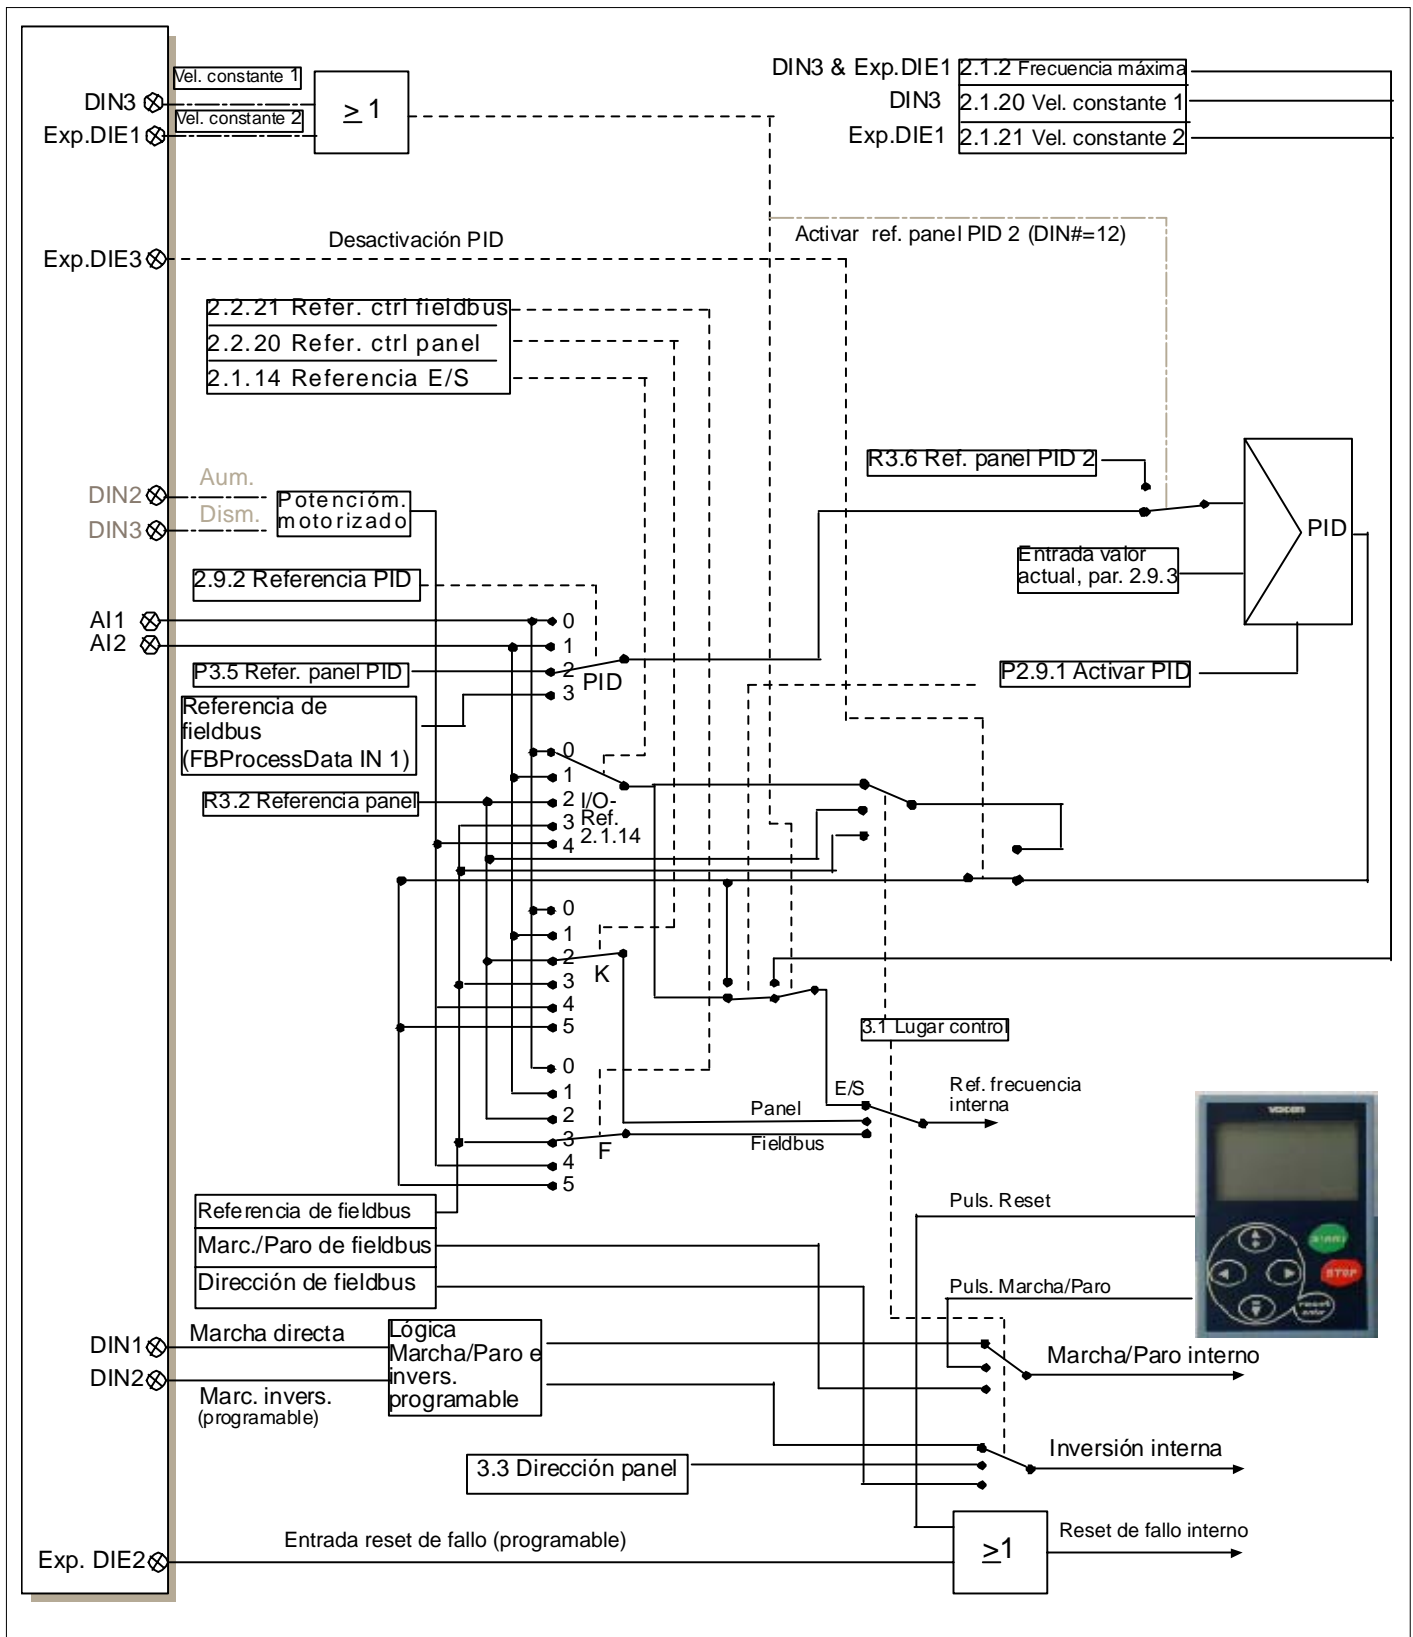 Vel. constante 1
DIN3
Vel. constante 2
Exp.DIE1
≥ 1
DIN3 & Exp.DIE1
2.1.2 Frecuencia máxima
DIN3
2.1.20 Vel. constante 1
Exp.DIE1
2.1.21 Vel. constante 2
Desactivación PID
Exp.DIE3
Activar ref. panel PID 2 (DIN#=12)
2.2.21 Refer. ctrl fieldbus
2.2.20 Refer. ctrl panel
2.1.14 Referencia E/S
R3.6 Ref. panel PID 2
Aum.
DIN2
Dism.
DIN3
Potencióm.
motorizado
PID
Entrada valor
actual, par. 2.9.3
2.9.2 Referencia PID
AI1
AI2
0
1
2
3
PID
P3.5 Refer. panel PID
P2.9.1 Activar PID
Referencia de
fieldbus
(FBProcessData IN 1)
R3.2 Referencia panel
0
1
2
3
4
I/O-
Ref.
2.1.14
0
1
2
3
4
5
K
3.1 Lugar control
0
1
2
3
4
5
F
E/S
Panel
Fieldbus
Ref. frecuencia
interna
VACON
START
STOP
reset
enter
Puls. Reset
Puls. Marcha/Paro
Referencia de fieldbus
Marc./Paro de fieldbus
Dirección de fieldbus
DIN1
Marcha directa
DIN2
Marc. invers.
(programable)
Lógica
Marcha/Paro e
invers.
programable
Marcha/Paro interno
3.3 Dirección panel
Inversión interna
Entrada reset de fallo (programable)
Exp. DIE2
≥1
Reset de fallo interno